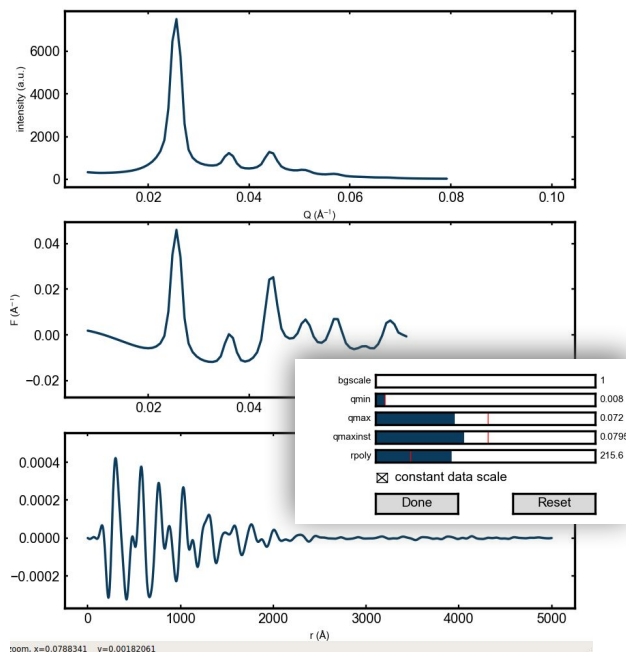 6000
4000
2000
0
intensity (a.u.)
0.02
0.04
0.06
0.08
0.10
Q (Å⁻¹)
0.04
0.02
0.00
−0.02
F (Å⁻¹)
0.02
0.04
bgscale 1
qmin 0.008
qmax 0.072
qmaxinst 0.0795
rpoly 215.6
constant data scale
Done Reset
0.0004
0.0002
0.0000
−0.0002
0
1000
2000
3000
4000
5000
r (Å)
zoom, x=0.0788341 y=0.00182061